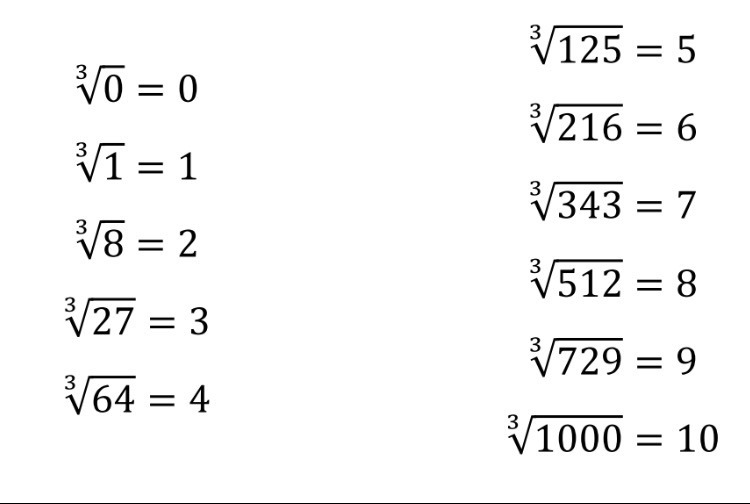 ∛0 = 0
∛1 = 1
∛8 = 2
∛27 = 3
∛64 = 4
∛125 = 5
∛216 = 6
∛343 = 7
∛512 = 8
∛729 = 9
∛1000 = 10